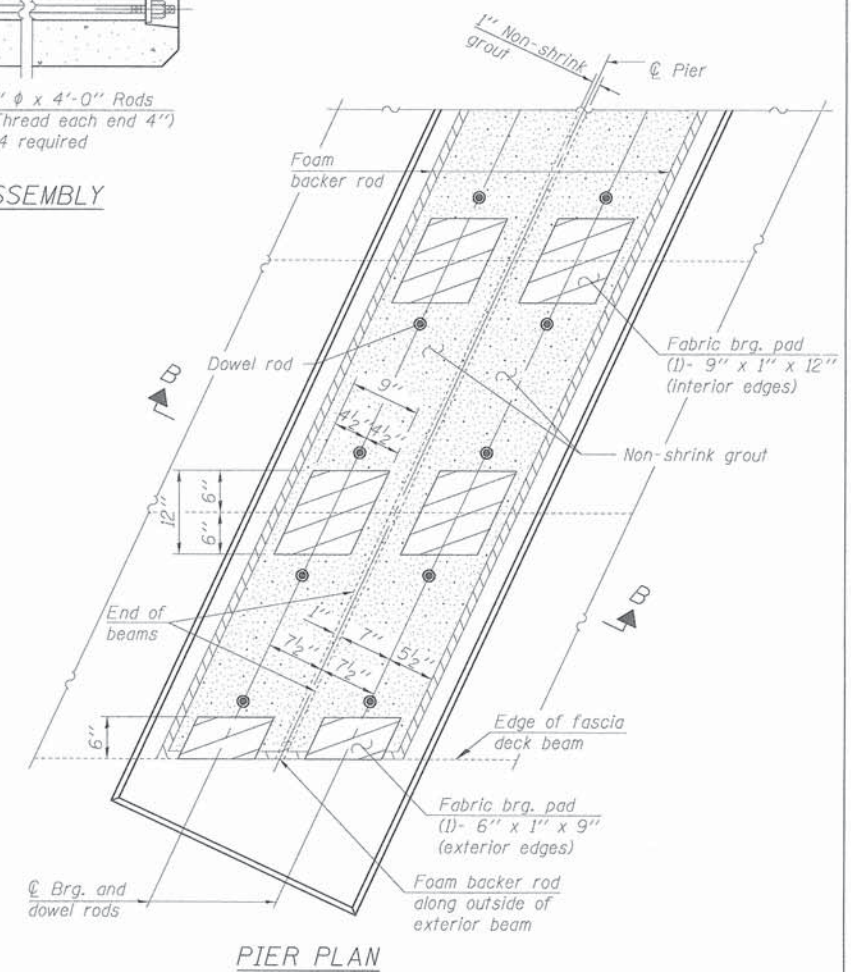 φ x 4'-0" Rods
Thread each end 4")
4 required
SSEMBLY
1" Non-shrink
grout
℄ Pier
Foam
backer rod
Dowel rod
Fabric brg. pad
(1)- 9" x 1" x 12"
(interior edges)
B
9"
4½" 4½"
Non-shrink grout
12"
6"
6"
B
End of
beams
1"
7½"
7"
7½"
5½"
6"
Edge of fascia
deck beam
Fabric brg. pad
(1)- 6" x 1" x 9"
(exterior edges)
℄ Brg. and
dowel rods
Foam backer rod
along outside of
exterior beam
PIER PLAN